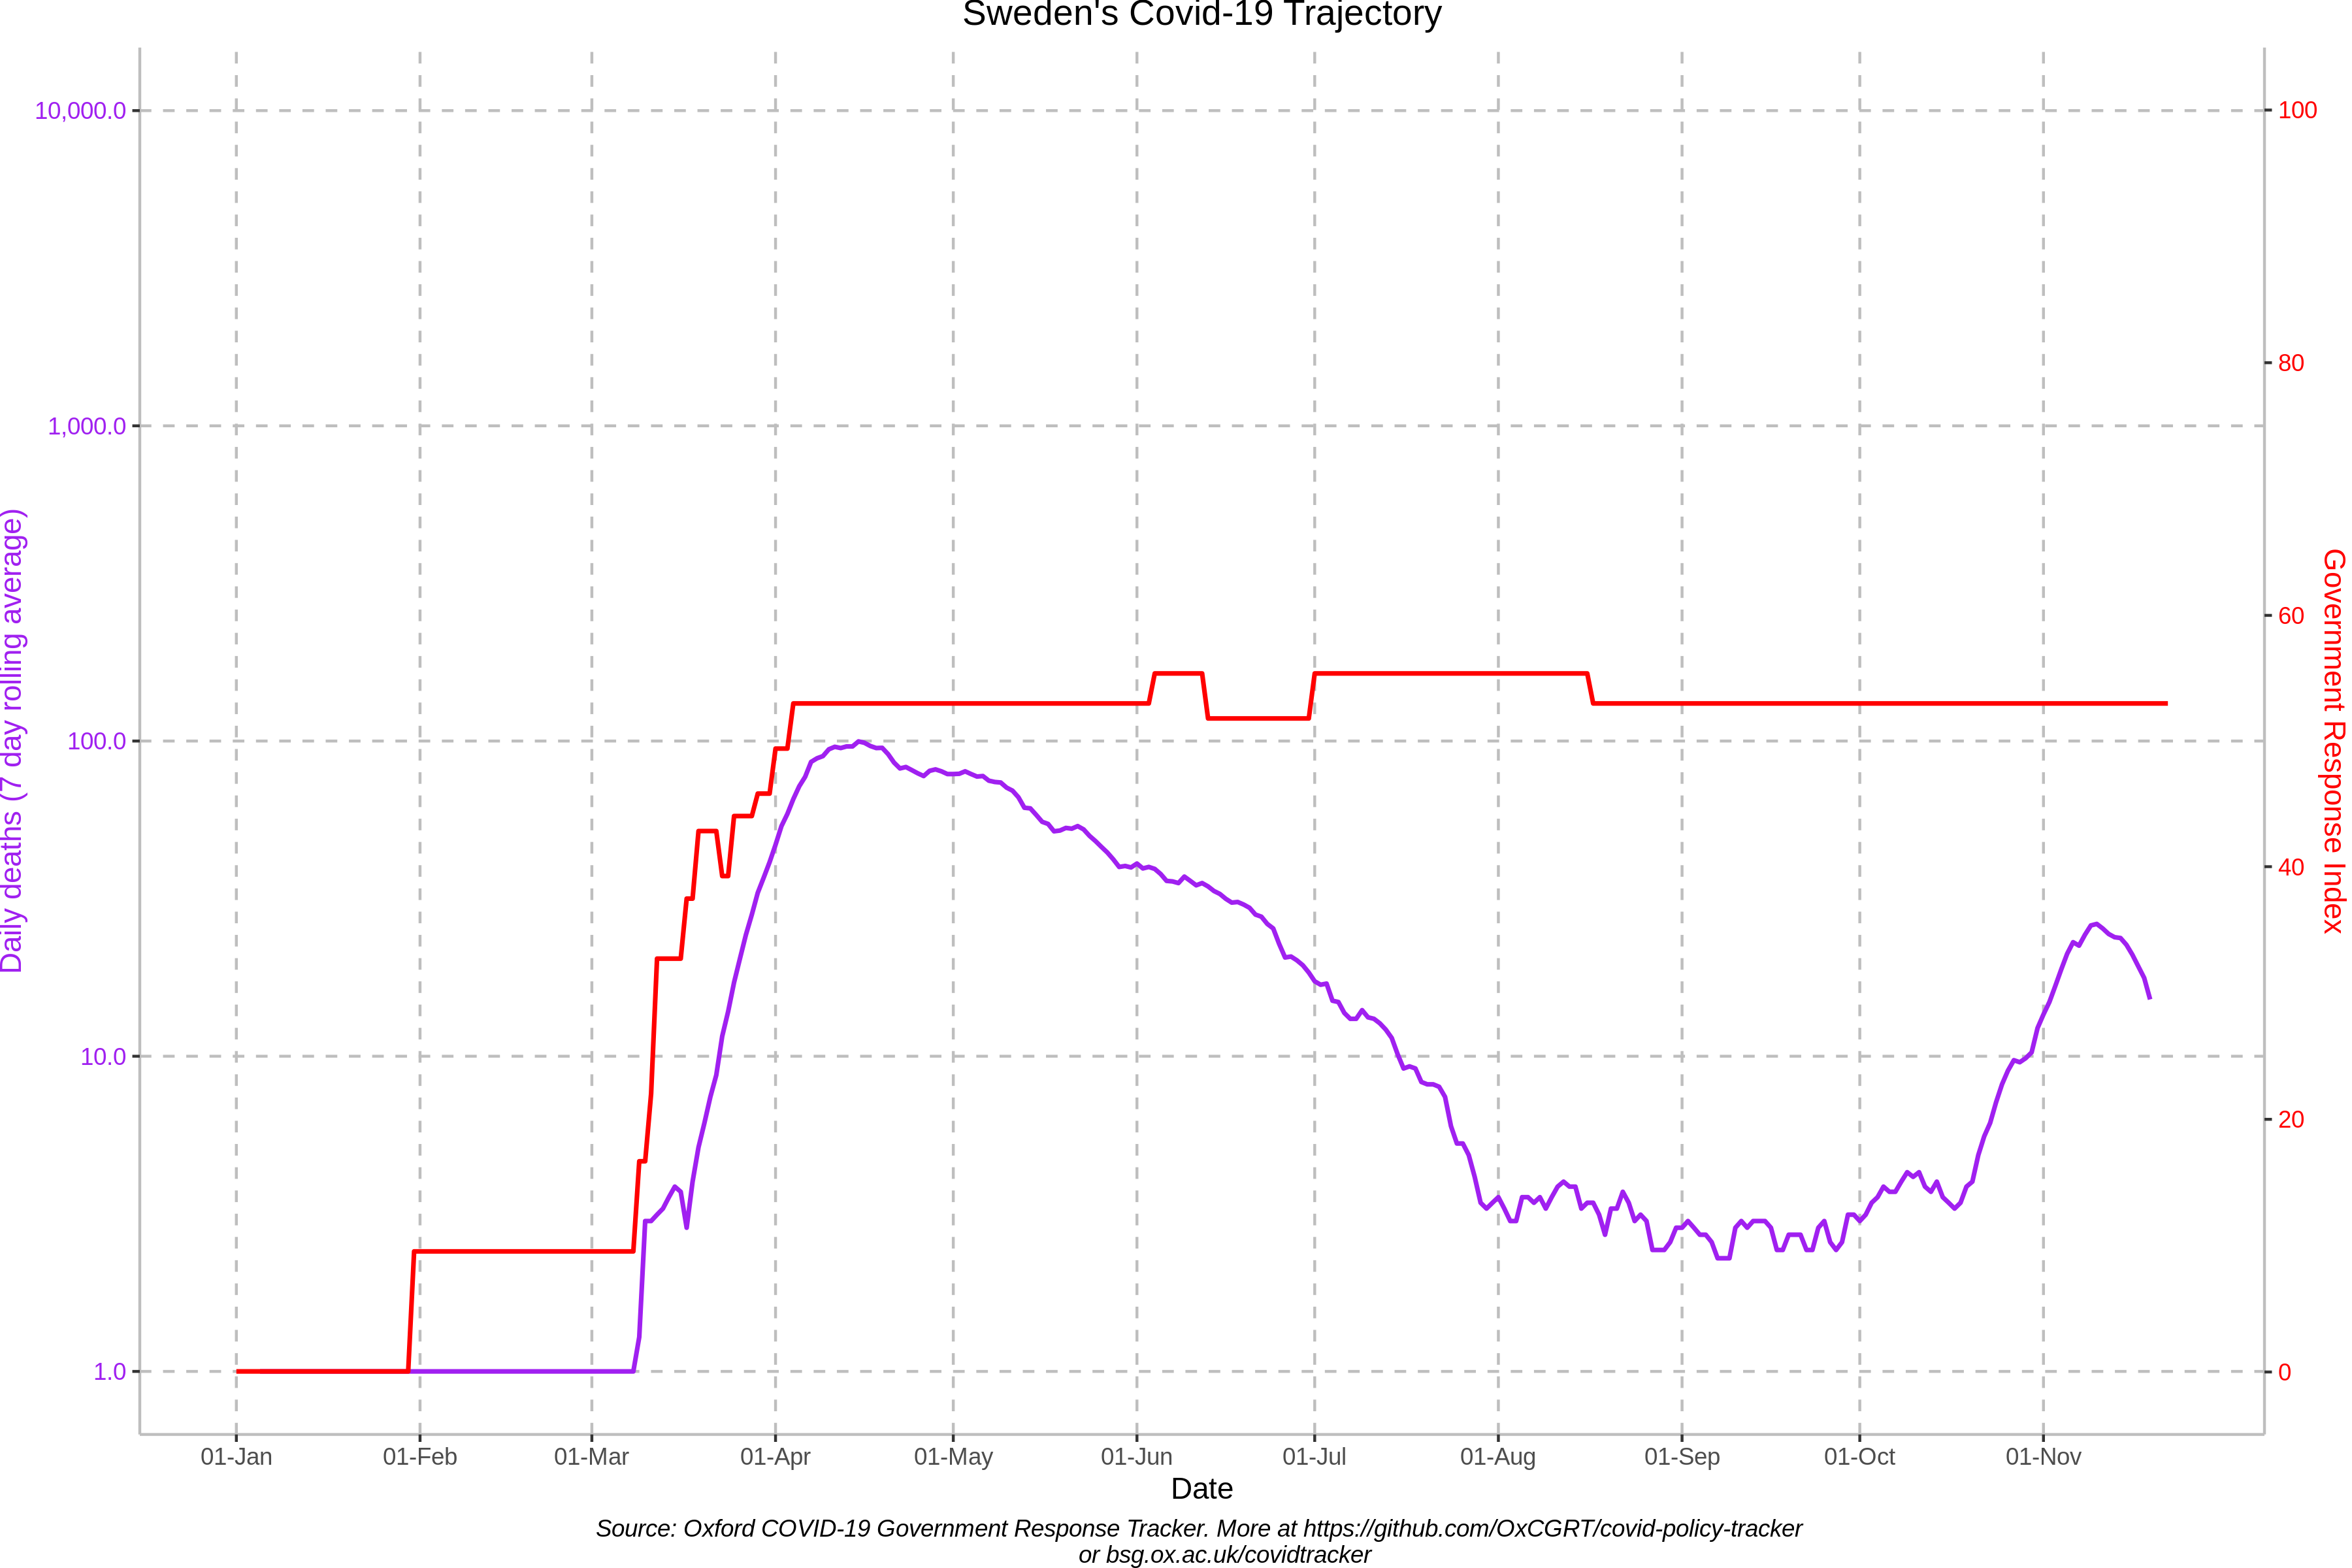 Sweden's Covid-19 Trajectory
10,000.0
1,000.0
100.0
10.0
1.0
Daily deaths (7 day rolling average)
100
80
60
40
20
0
Government Response Index
01-Jan 01-Feb 01-Mar 01-Apr 01-May 01-Jun 01-Jul 01-Aug 01-Sep 01-Oct 01-Nov
Date
Source: Oxford COVID-19 Government Response Tracker. More at https://github.com/OxCGRT/covid-policy-tracker
or bsg.ox.ac.uk/covidtracker